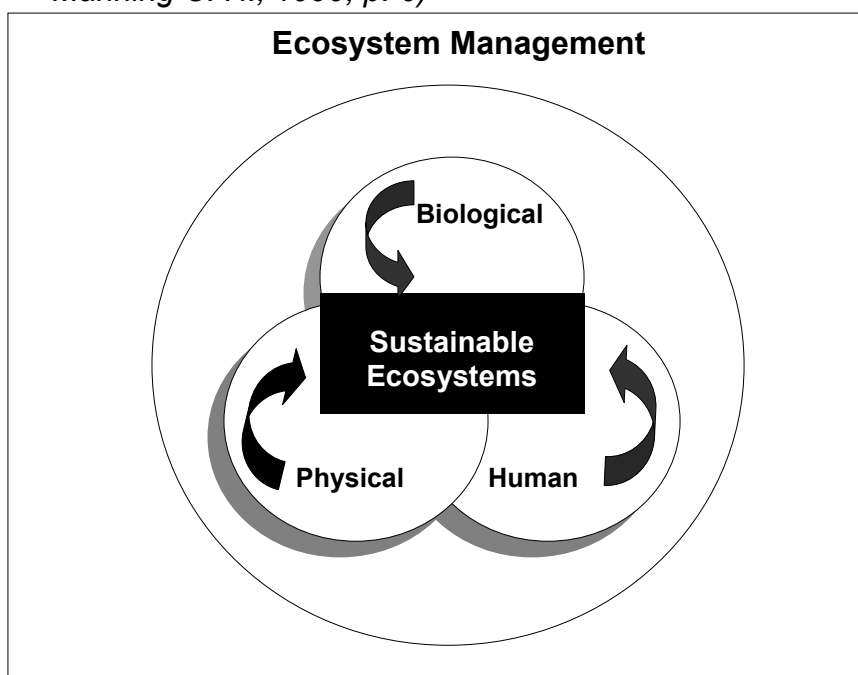 Ecosystem Management
Biological
Sustainable
Ecosystems
Physical
Human